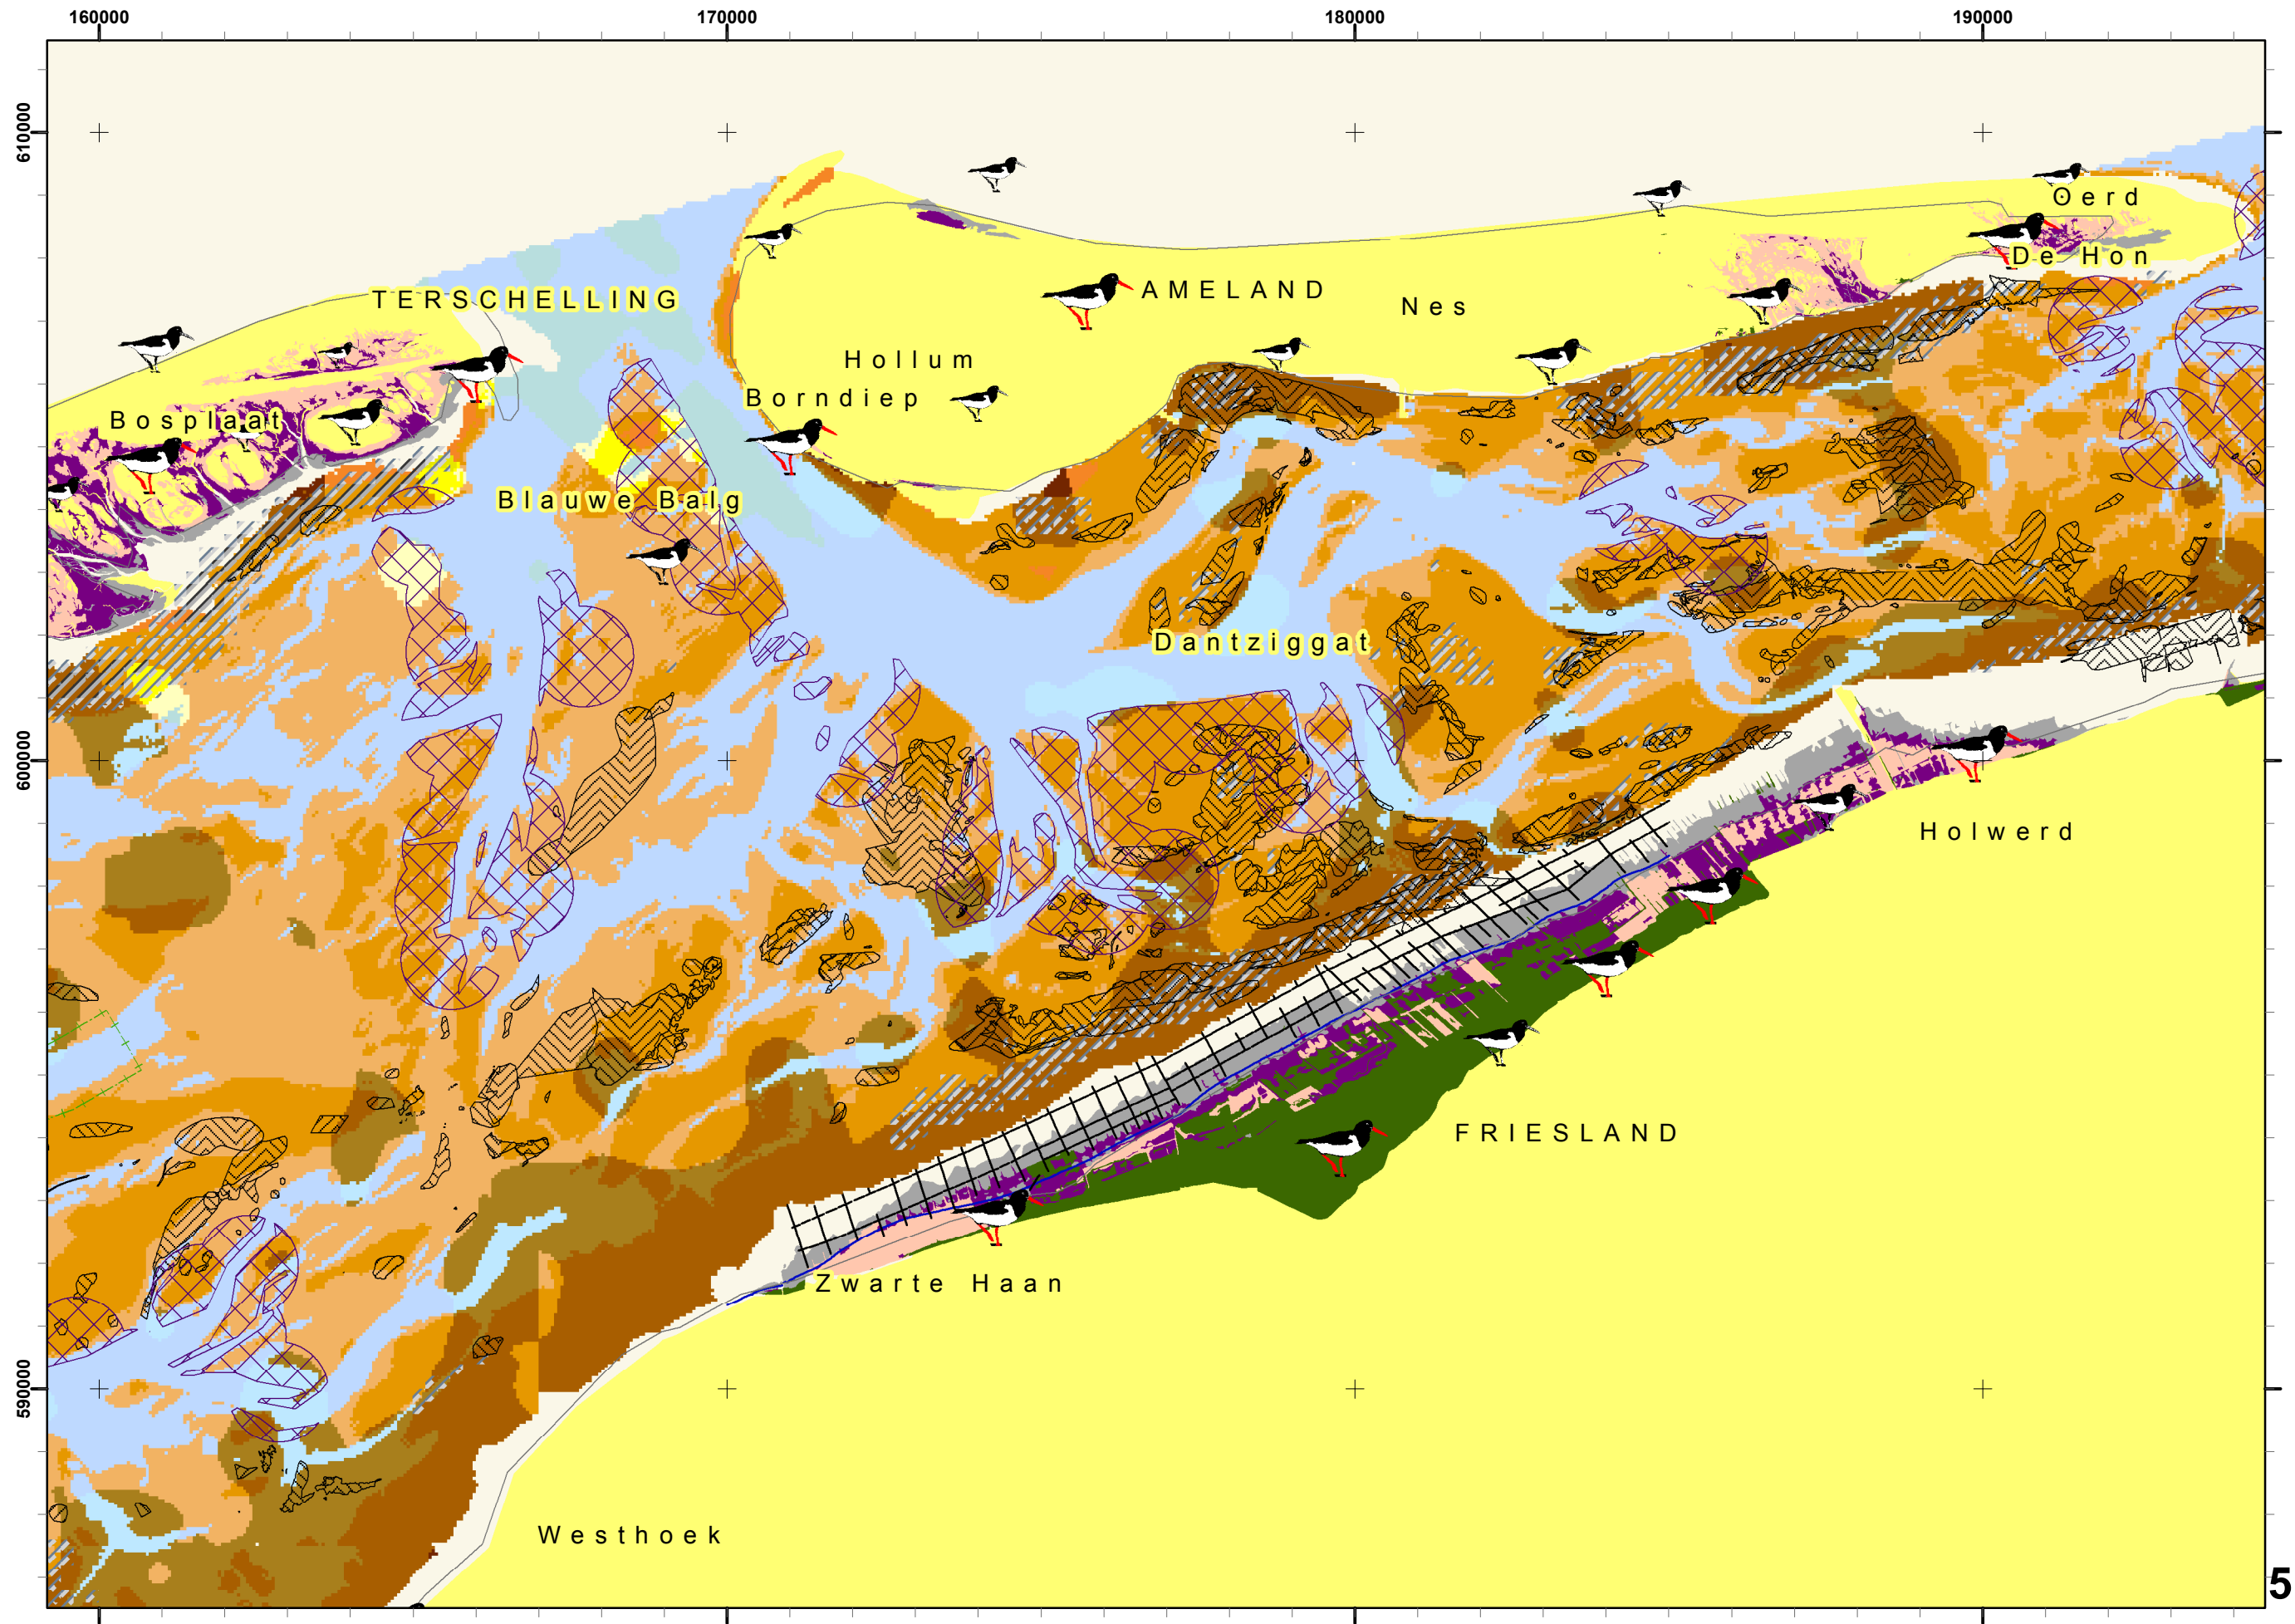 160000 170000 180000 190000
610000
Oerd
De Hon
AMELAND
TERSCHELLING
Nes
Hollum
Borndiep
Bosplaat
Blauwe Balg
Dantziggat
600000
Holwerd
FRIESLAND
Zwarte Haan
590000
Westhoek
5